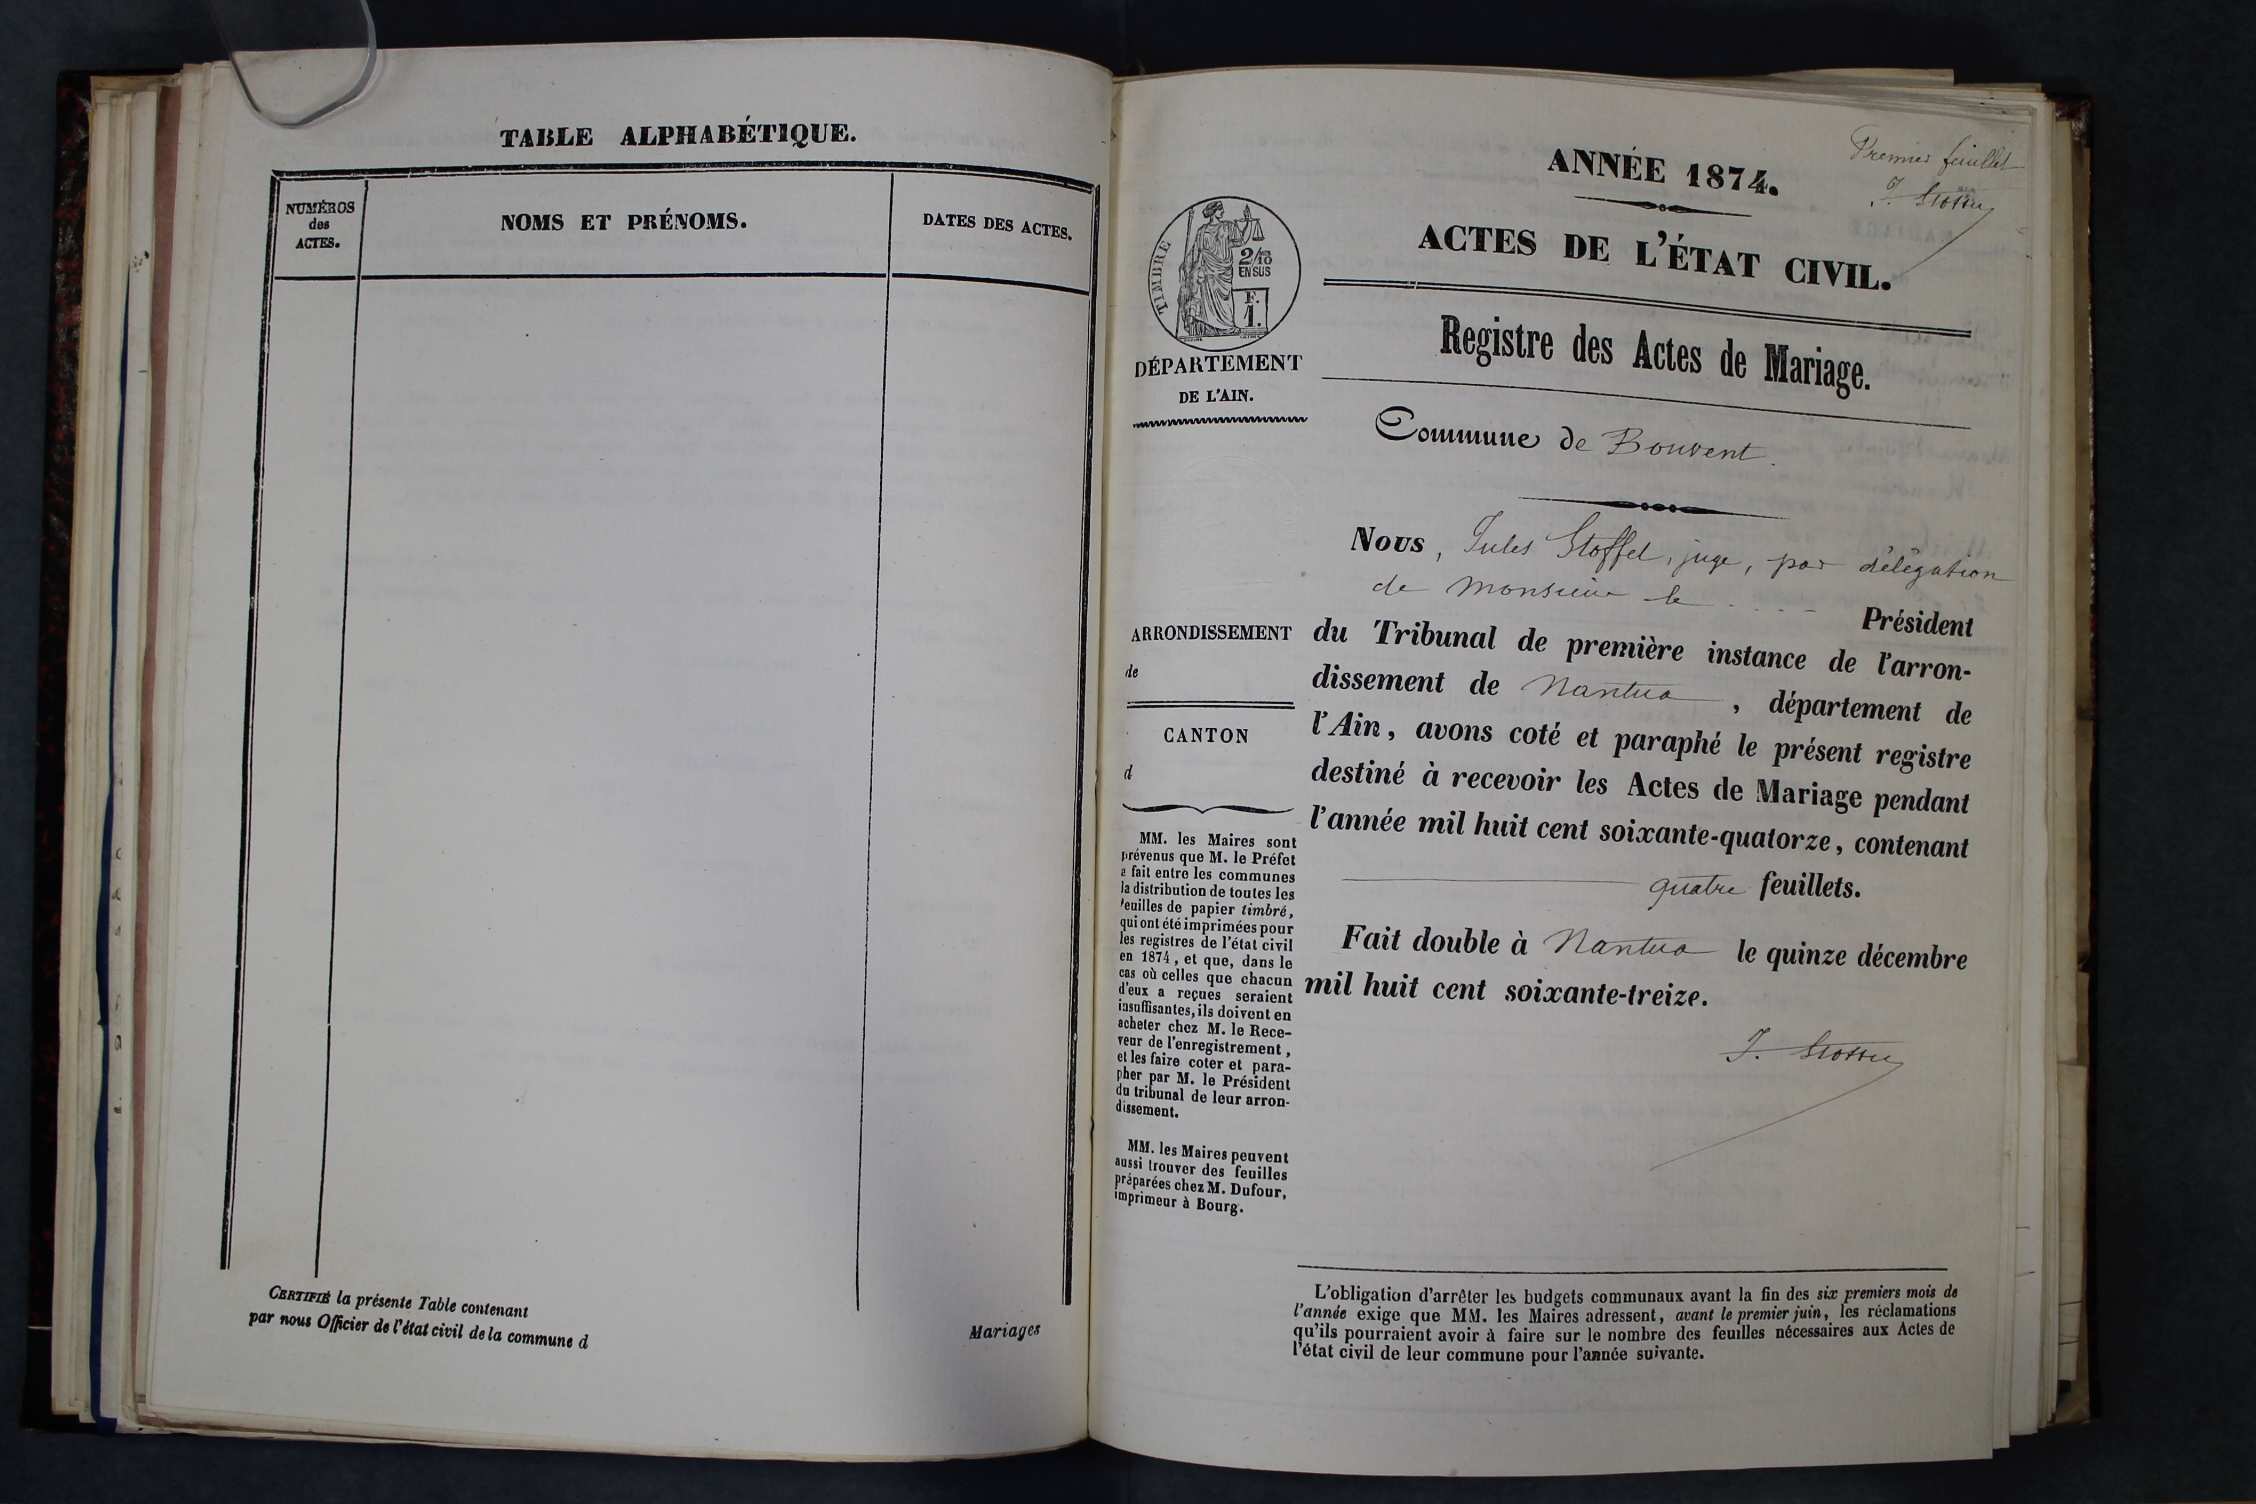 TABLE ALPHABÉTIQUE.
NUMÉROS
des
ACTES.
NOMS ET PRÉNOMS.
DATES DES ACTES.
CERTIFIÉ la présente Table contenant
par nous Officier de l'état civil de la commune d
Mariages
Premier feuillet
ANNÉE 1874.
ACTES DE L'ÉTAT CIVIL.
TIMBRE
2/10
EN SUS
F.
1.
DÉPARTEMENT
DE L'AIN.
Registre des Actes de Mariage.
Commune de Bouvent.
Nous, Jules Stoffel, juge, par délégation
de Monsieur le .... Président
du Tribunal de première instance de l'arron-
dissement de Nantua, département de
l'Ain, avons coté et paraphé le présent registre
destiné à recevoir les Actes de Mariage pendant
l'année mil huit cent soixante-quatorze, contenant
quatre feuillets.
Fait double à Nantua le quinze décembre
mil huit cent soixante-treize.
ARRONDISSEMENT
de
CANTON
d
MM. les Maires sont
prévenus que M. le Préfet
a fait entre les communes
la distribution de toutes les
feuilles de papier timbré,
qui ont été imprimées pour
les registres de l'état civil
en 1874, et que, dans le
cas où celles que chacun
d'eux a reçues seraient
insuffisantes, ils doivent en
acheter chez M. le Rece-
veur de l'enregistrement,
et les faire coter et para-
pher par M. le Président
du tribunal de leur arron-
dissement.
MM. les Maires peuvent
aussi trouver des feuilles
préparées chez M. Dufour,
imprimeur à Bourg.
L'obligation d'arrêter les budgets communaux avant la fin des six premiers mois de
l'année exige que MM. les Maires adressent, avant le premier juin, les réclamations
qu'ils pourraient avoir à faire sur le nombre des feuilles nécessaires aux Actes de
l'état civil de leur commune pour l'année suivante.